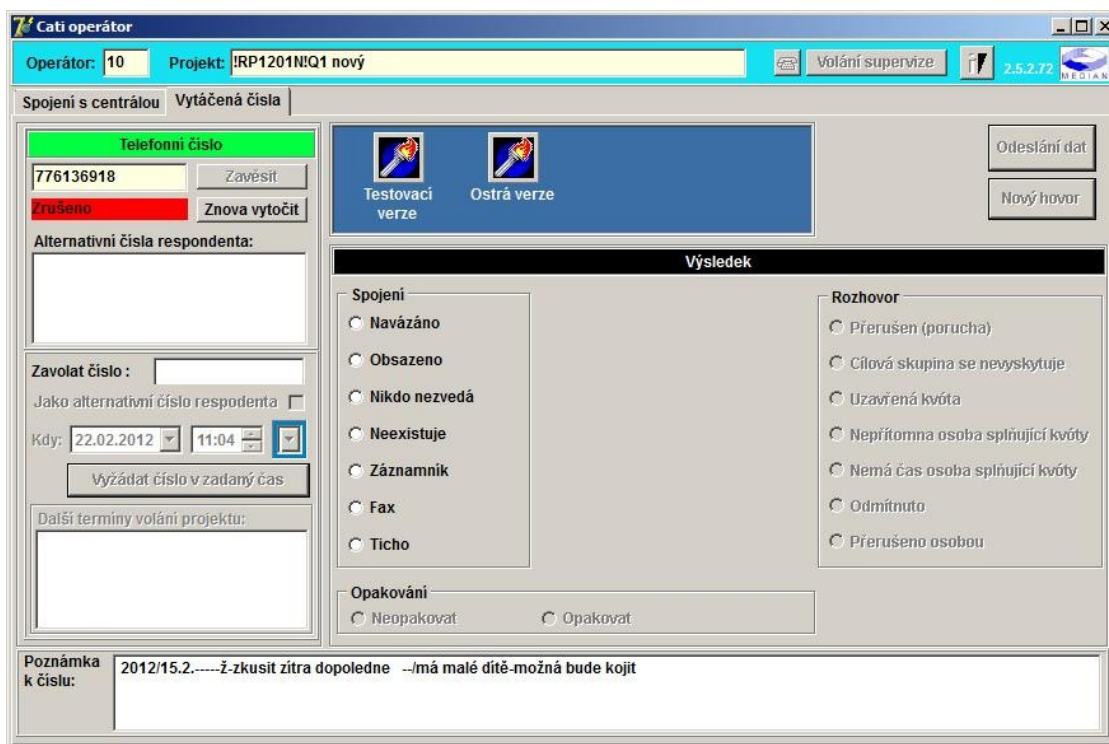 Cati operátor
Operátor: 10 Projekt: !RP1201N!Q1 nový Volání supervize 2.5.2.72 MEDIAN
Spojení s centrálou Vytáčená čísla
Telefonní číslo
776136918 Zavěsit
Zrušeno Znova vytočit
Alternativní čísla respondenta:
Zavolat číslo :
Jako alternativní číslo respodenta
Kdy: 22.02.2012 11:04
Vyžádat číslo v zadaný čas
Další termíny volání projektu:
Testovací
verze
Ostrá verze
Odeslání dat
Nový hovor
Výsledek
Spojení
Navázáno
Obsazeno
Nikdo nezvedá
Neexistuje
Záznamník
Fax
Ticho
Rozhovor
Přerušen (porucha)
Cílová skupina se nevyskytuje
Uzavřená kvóta
Nepřítomna osoba splňující kvóty
Nemá čas osoba splňující kvóty
Odmítnuto
Přerušeno osobou
Opakování
Neopakovat Opakovat
Poznámka
k číslu:
2012/15.2.-----ž-zkusit zítra dopoledne --/má malé dítě-možná bude kojit